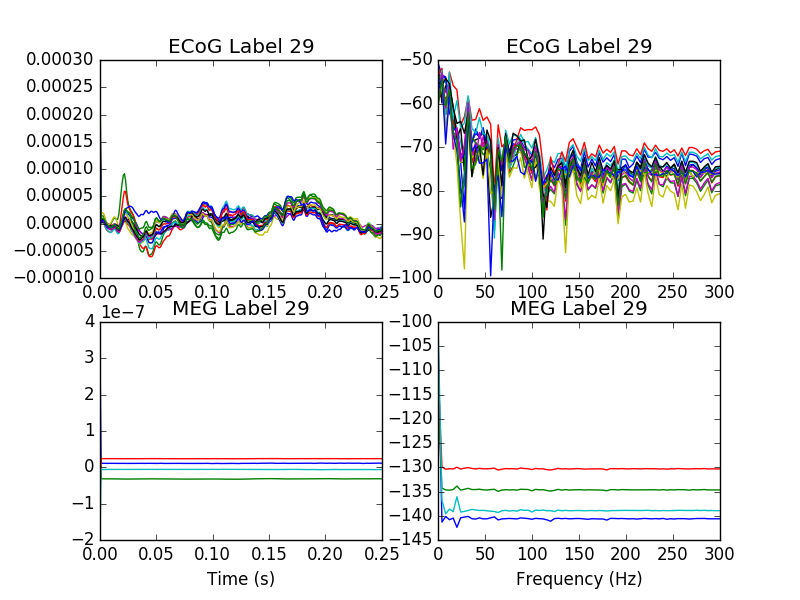 ECoG Label 29
0.00030
0.00025
0.00020
0.00015
0.00010
0.00005
0.00000
−0.00005
−0.00010
0.00 0.05 0.10 0.15 0.20 0.25
ECoG Label 29
−50
−60
−70
−80
−90
−100
0 50 100 150 200 250 300
MEG Label 29
1e−7
4
3
2
1
0
−1
−2
0.00 0.05 0.10 0.15 0.20 0.25
Time (s)
MEG Label 29
−100
−105
−110
−115
−120
−125
−130
−135
−140
−145
0 50 100 150 200 250 300
Frequency (Hz)